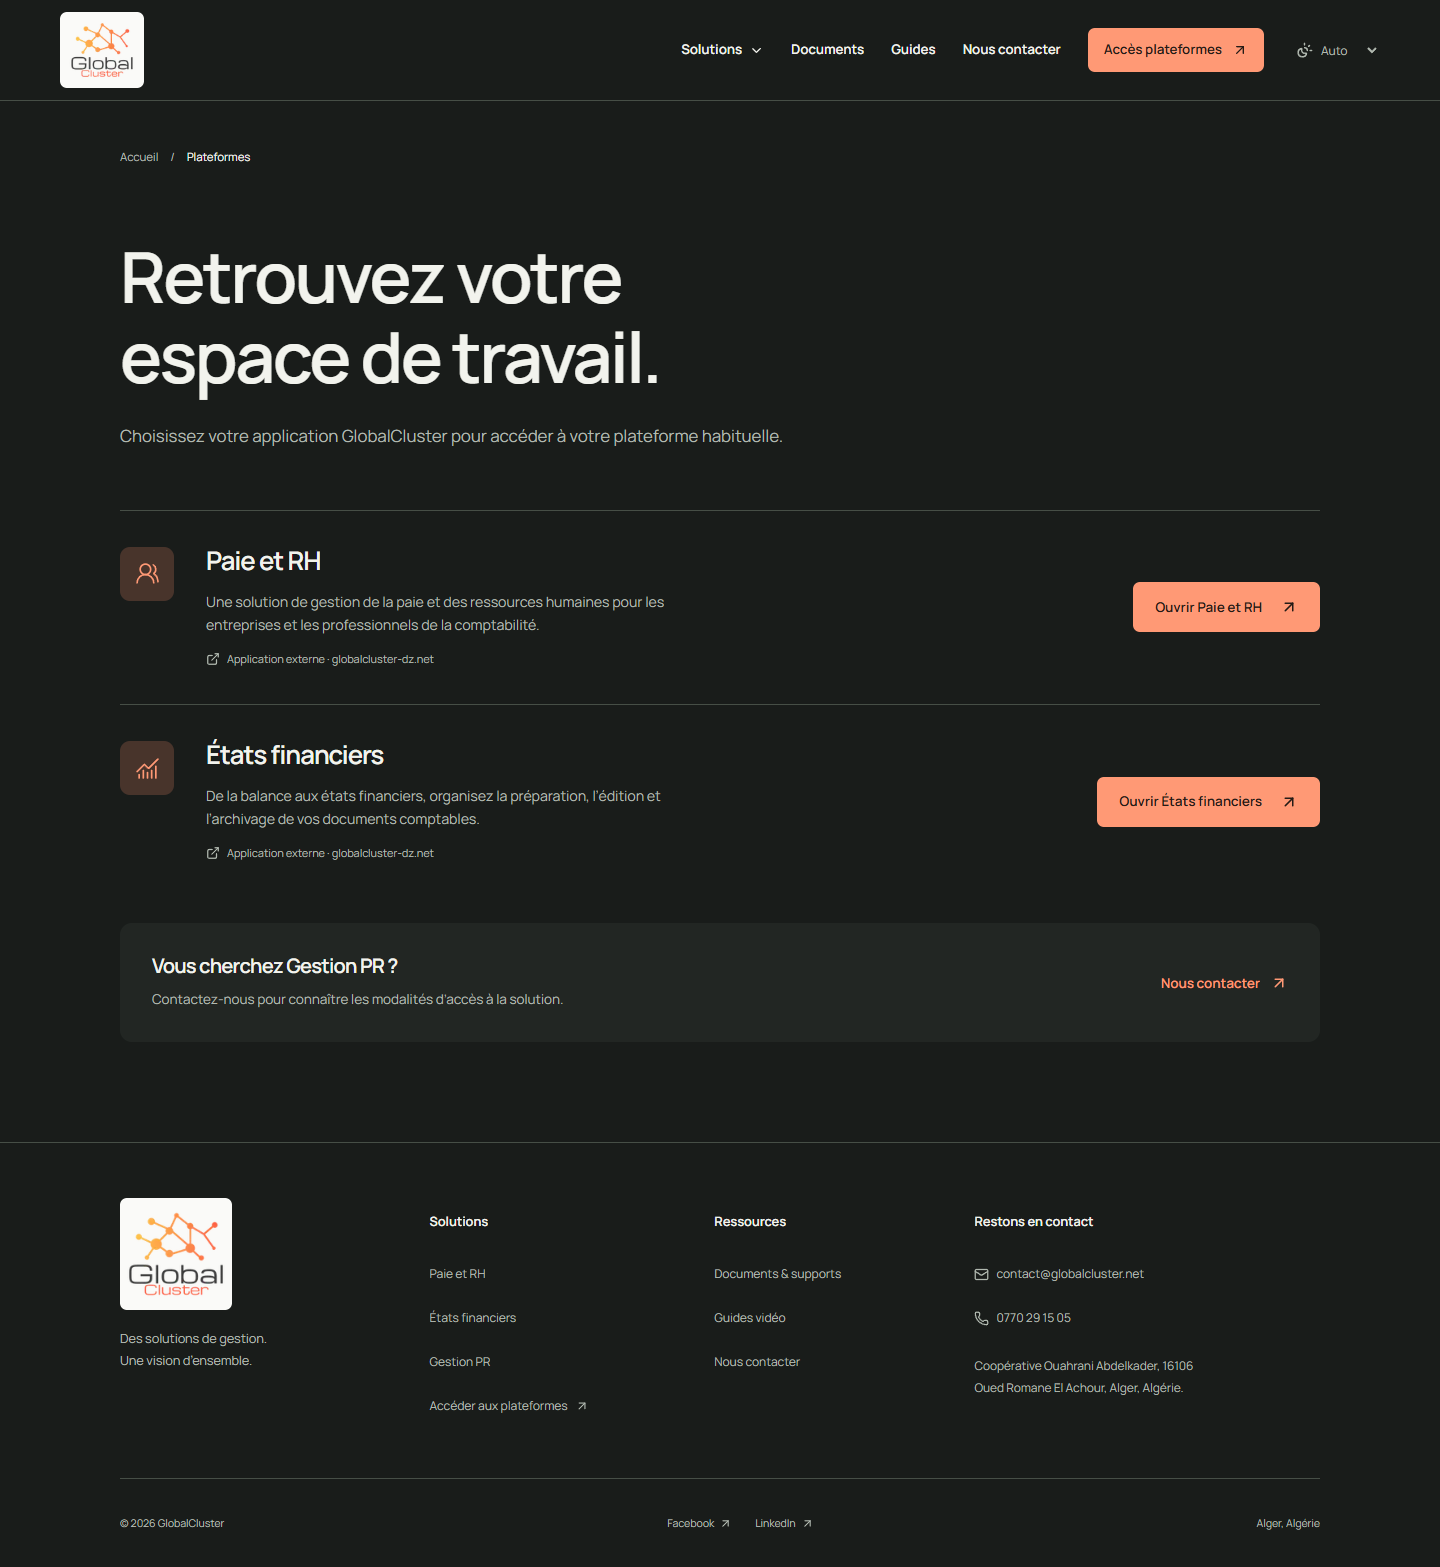 Global
Cluster
Solutions
Documents
Guides
Nous contacter
Accès plateformes
Auto
Accueil / Plateformes
Retrouvez votre
espace de travail.
Choisissez votre application GlobalCluster pour accéder à votre plateforme habituelle.
Paie et RH
Une solution de gestion de la paie et des ressources humaines pour les
entreprises et les professionnels de la comptabilité.
Application externe · globalcluster-dz.net
Ouvrir Paie et RH
États financiers
De la balance aux états financiers, organisez la préparation, l’édition et
l’archivage de vos documents comptables.
Application externe · globalcluster-dz.net
Ouvrir États financiers
Vous cherchez Gestion PR ?
Contactez-nous pour connaître les modalités d’accès à la solution.
Nous contacter
Global
Cluster
Des solutions de gestion.
Une vision d’ensemble.
Solutions
Paie et RH
États financiers
Gestion PR
Accéder aux plateformes
Ressources
Documents & supports
Guides vidéo
Nous contacter
Restons en contact
contact@globalcluster.net
0770 29 15 05
Coopérative Ouahrani Abdelkader, 16106
Oued Romane El Achour, Alger, Algérie.
© 2026 GlobalCluster
Facebook
LinkedIn
Alger, Algérie